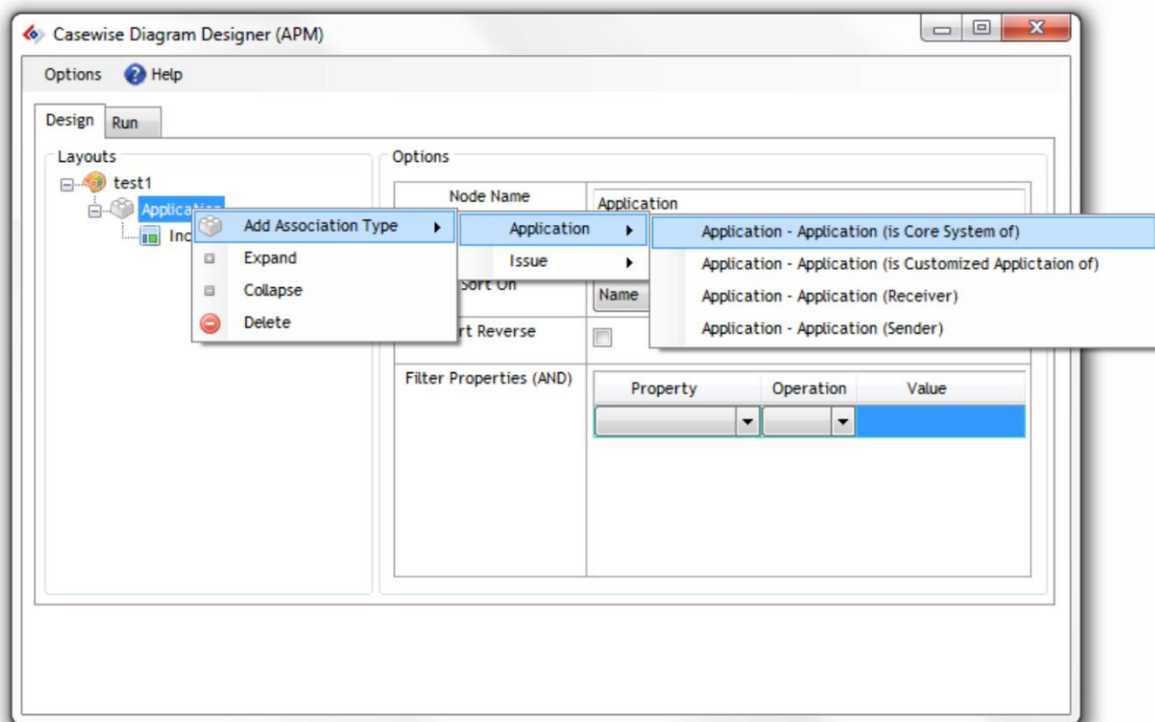 Casewise Diagram Designer (APM)
Options Help
Design Run
Layouts
Options
test1
Application
Node Name
Application
Add Association Type
Application
Application - Application (is Core System of)
Expand
Issue
Application - Application (is Customized Applictaion of)
Collapse
Sort On
Name
Application - Application (Receiver)
Delete
Reverse
Application - Application (Sender)
Filter Properties (AND)
Property Operation Value